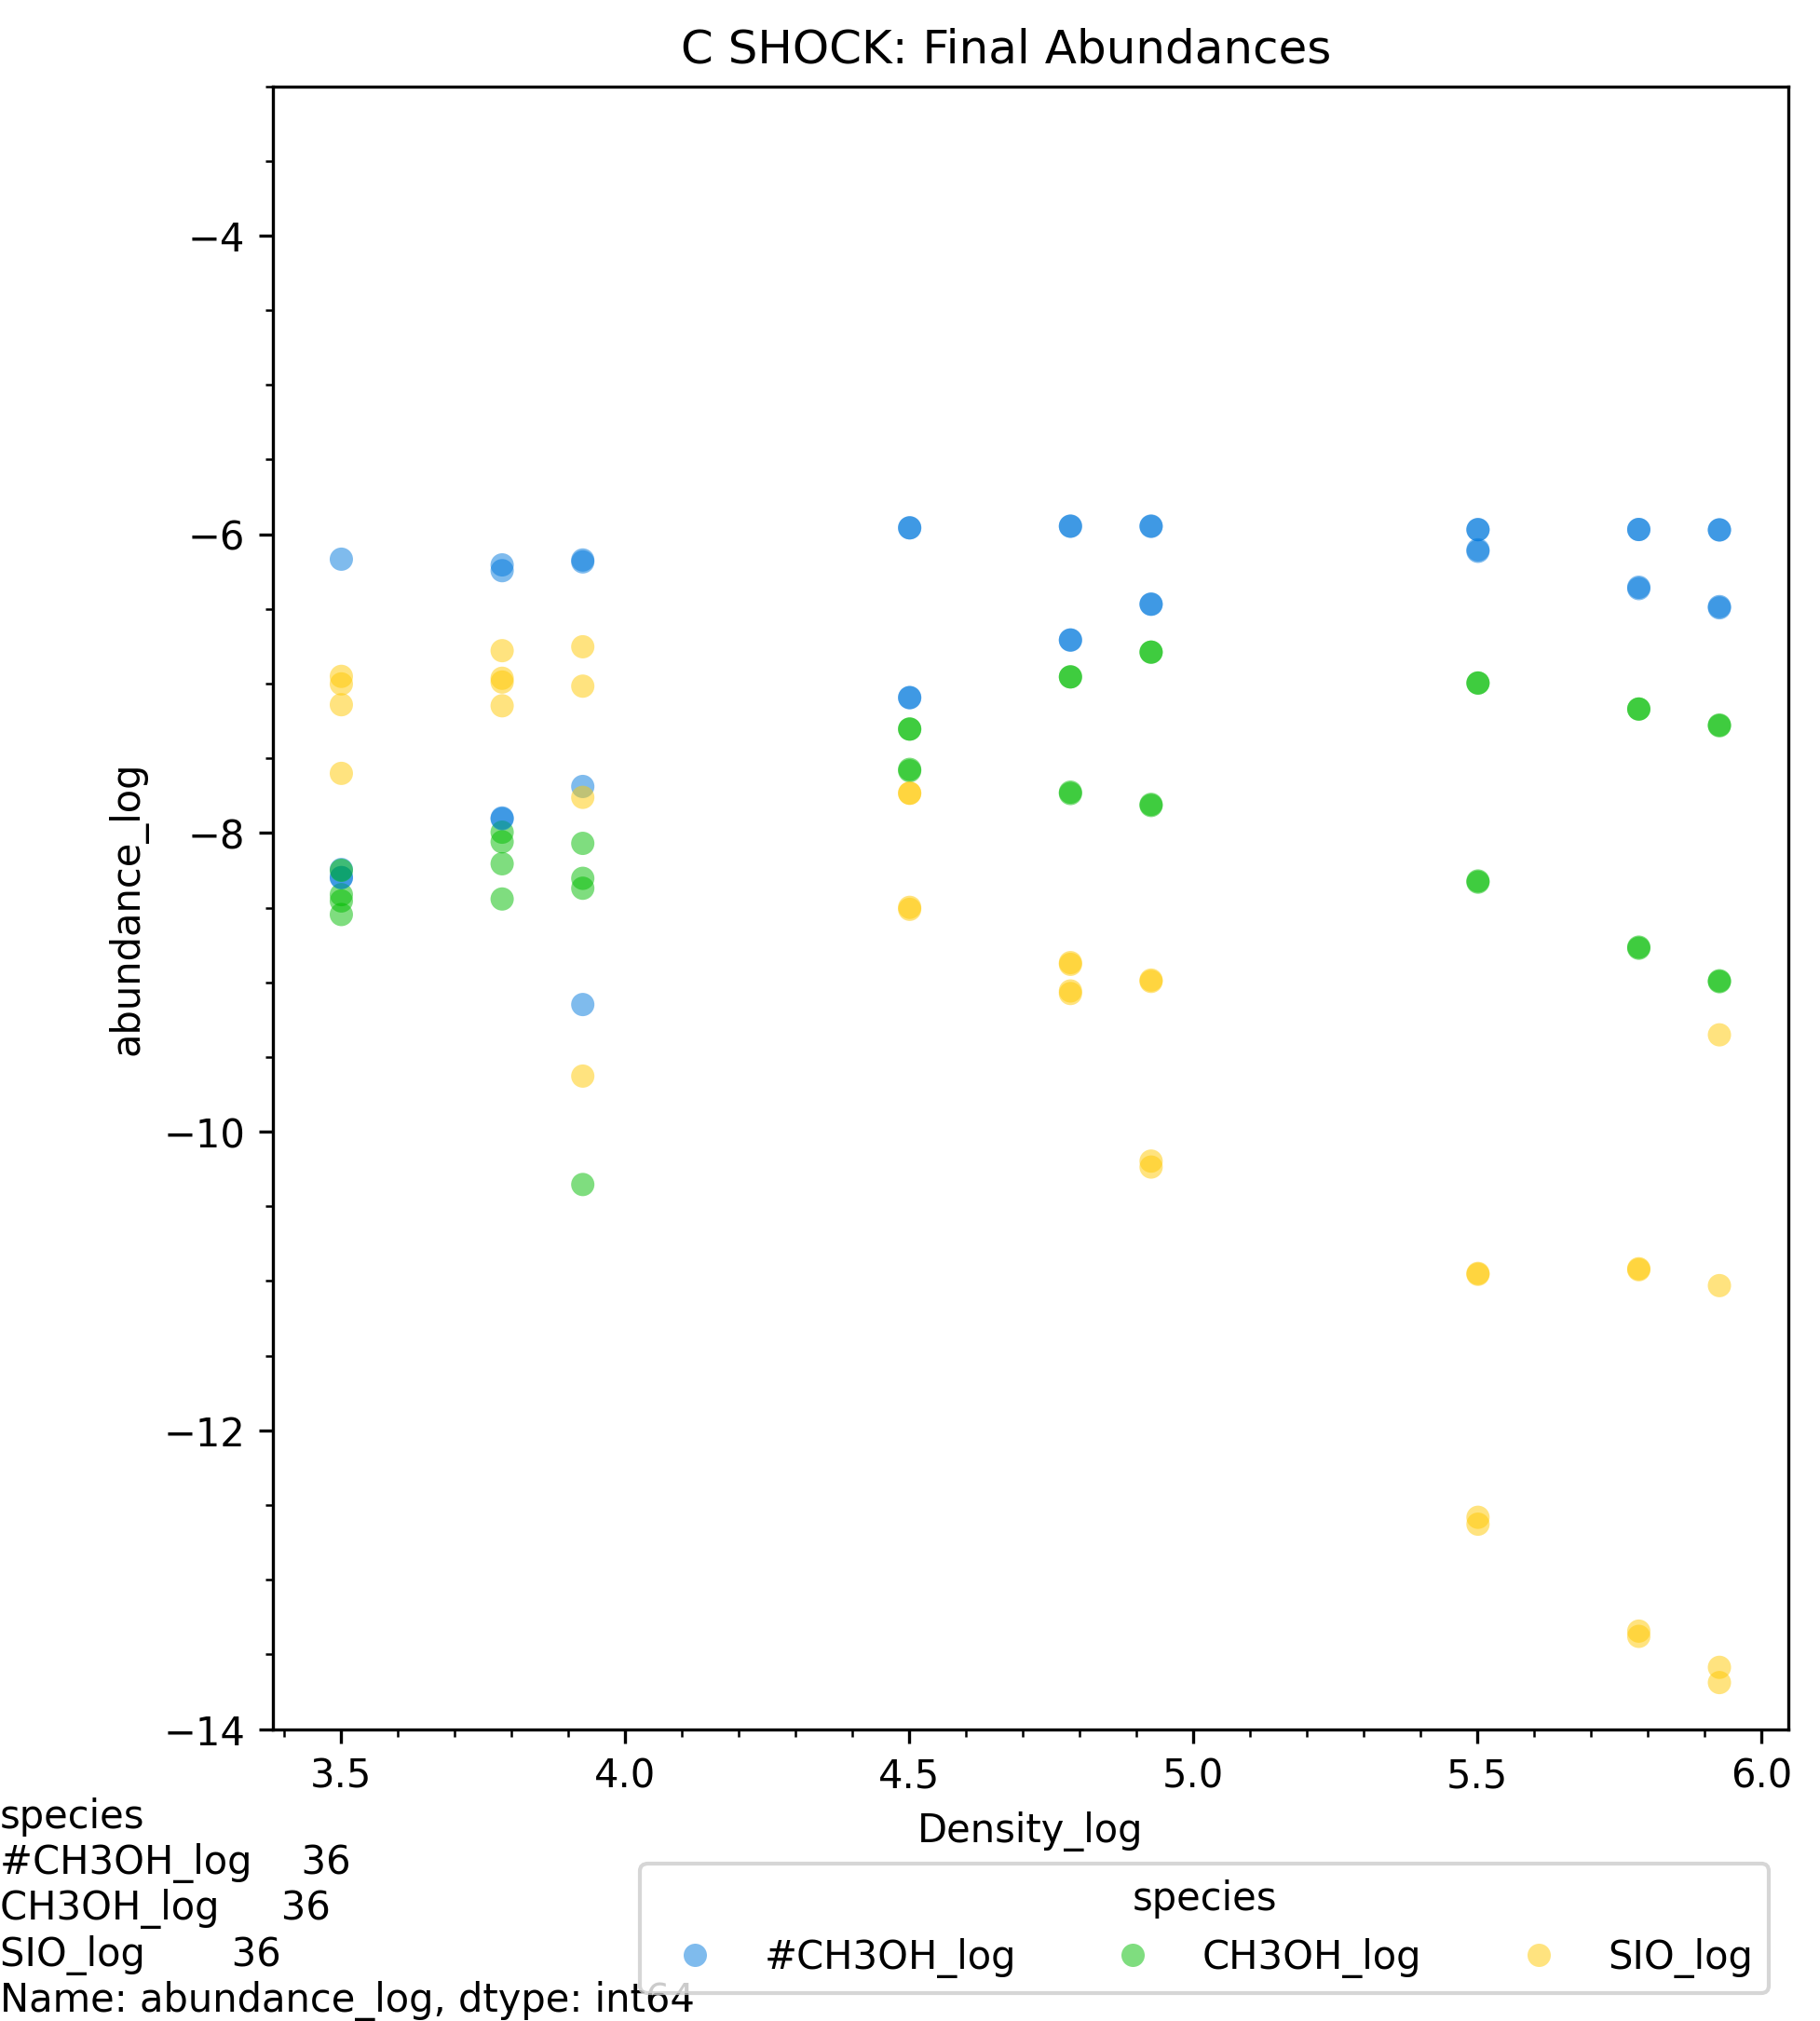 C SHOCK: Final Abundances
−4
−6
−8
−10
−12
−14
abundance_log
3.5 4.0 4.5 5.0 5.5 6.0
Density_log
species
#CH3OH_log 36
CH3OH_log 36
SIO_log 36
Name: abundance_log, dtype: int64
species
#CH3OH_log CH3OH_log SIO_log